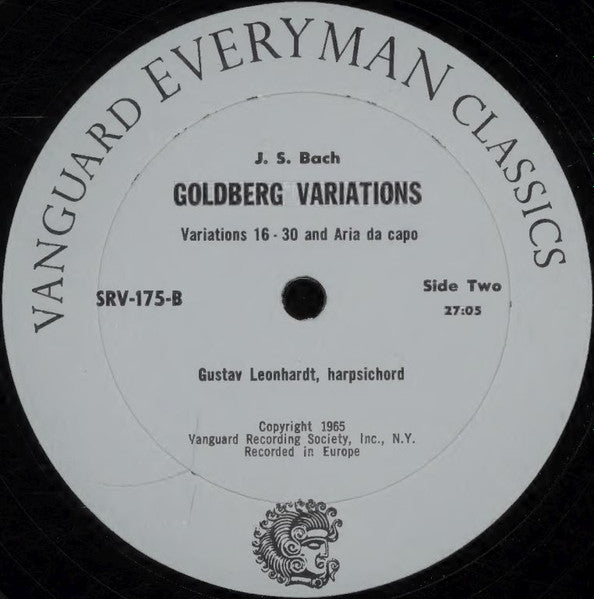 VANGUARD EVERYMAN CLASSICS
J. S. Bach
GOLDBERG VARIATIONS
Variations 16 - 30 and Aria da capo
SRV-175-B
Side Two
27:05
Gustav Leonhardt, harpsichord
Copyright 1965
Vanguard Recording Society, Inc., N.Y.
Recorded in Europe